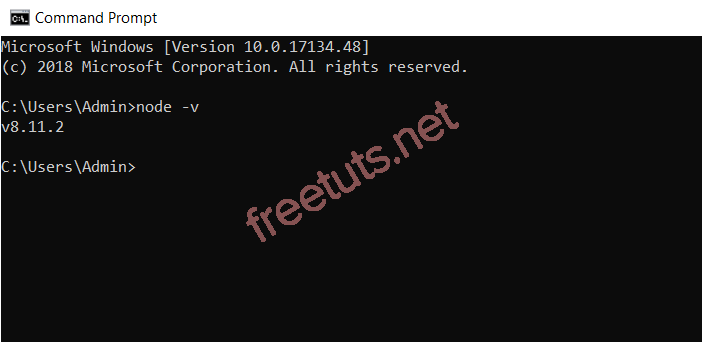 Command Prompt
Microsoft Windows [Version 10.0.17134.48]
(c) 2018 Microsoft Corporation. All rights reserved.
C:\Users\Admin>node -v
v8.11.2
C:\Users\Admin>
freetuts.net